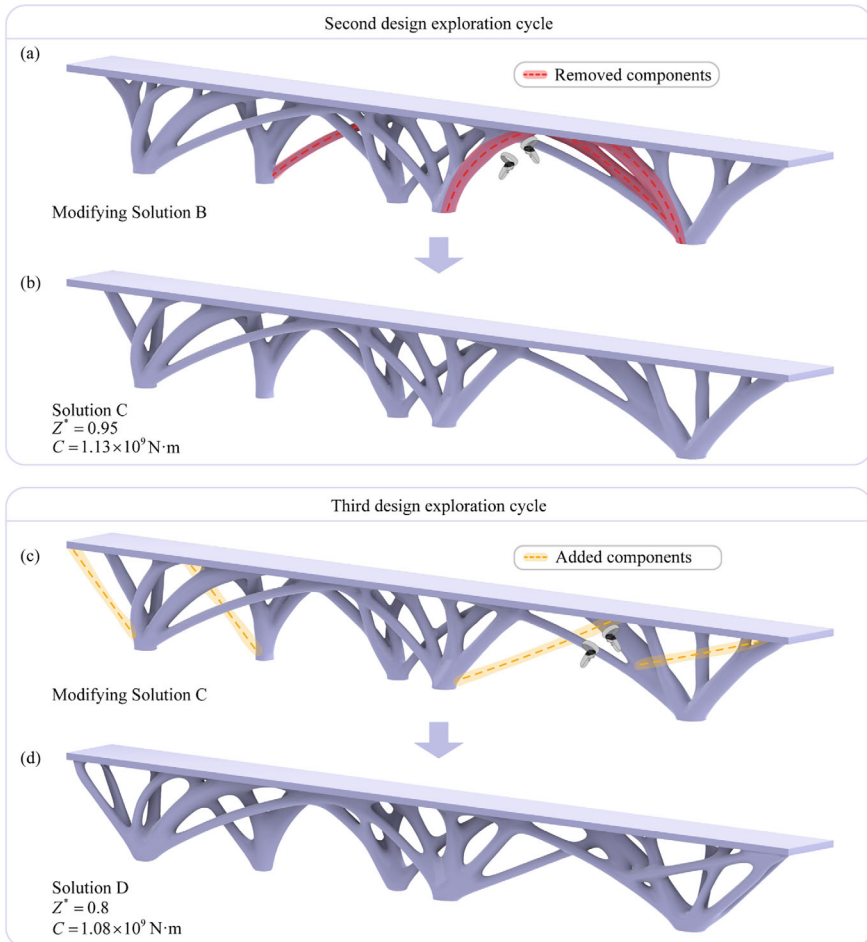 Second design exploration cycle
(a)
Removed components
Modifying Solution B
(b)
Solution C
Z* = 0.95
C = 1.13×10⁹ N·m
Third design exploration cycle
(c)
Added components
Modifying Solution C
(d)
Solution D
Z* = 0.8
C = 1.08×10⁹ N·m